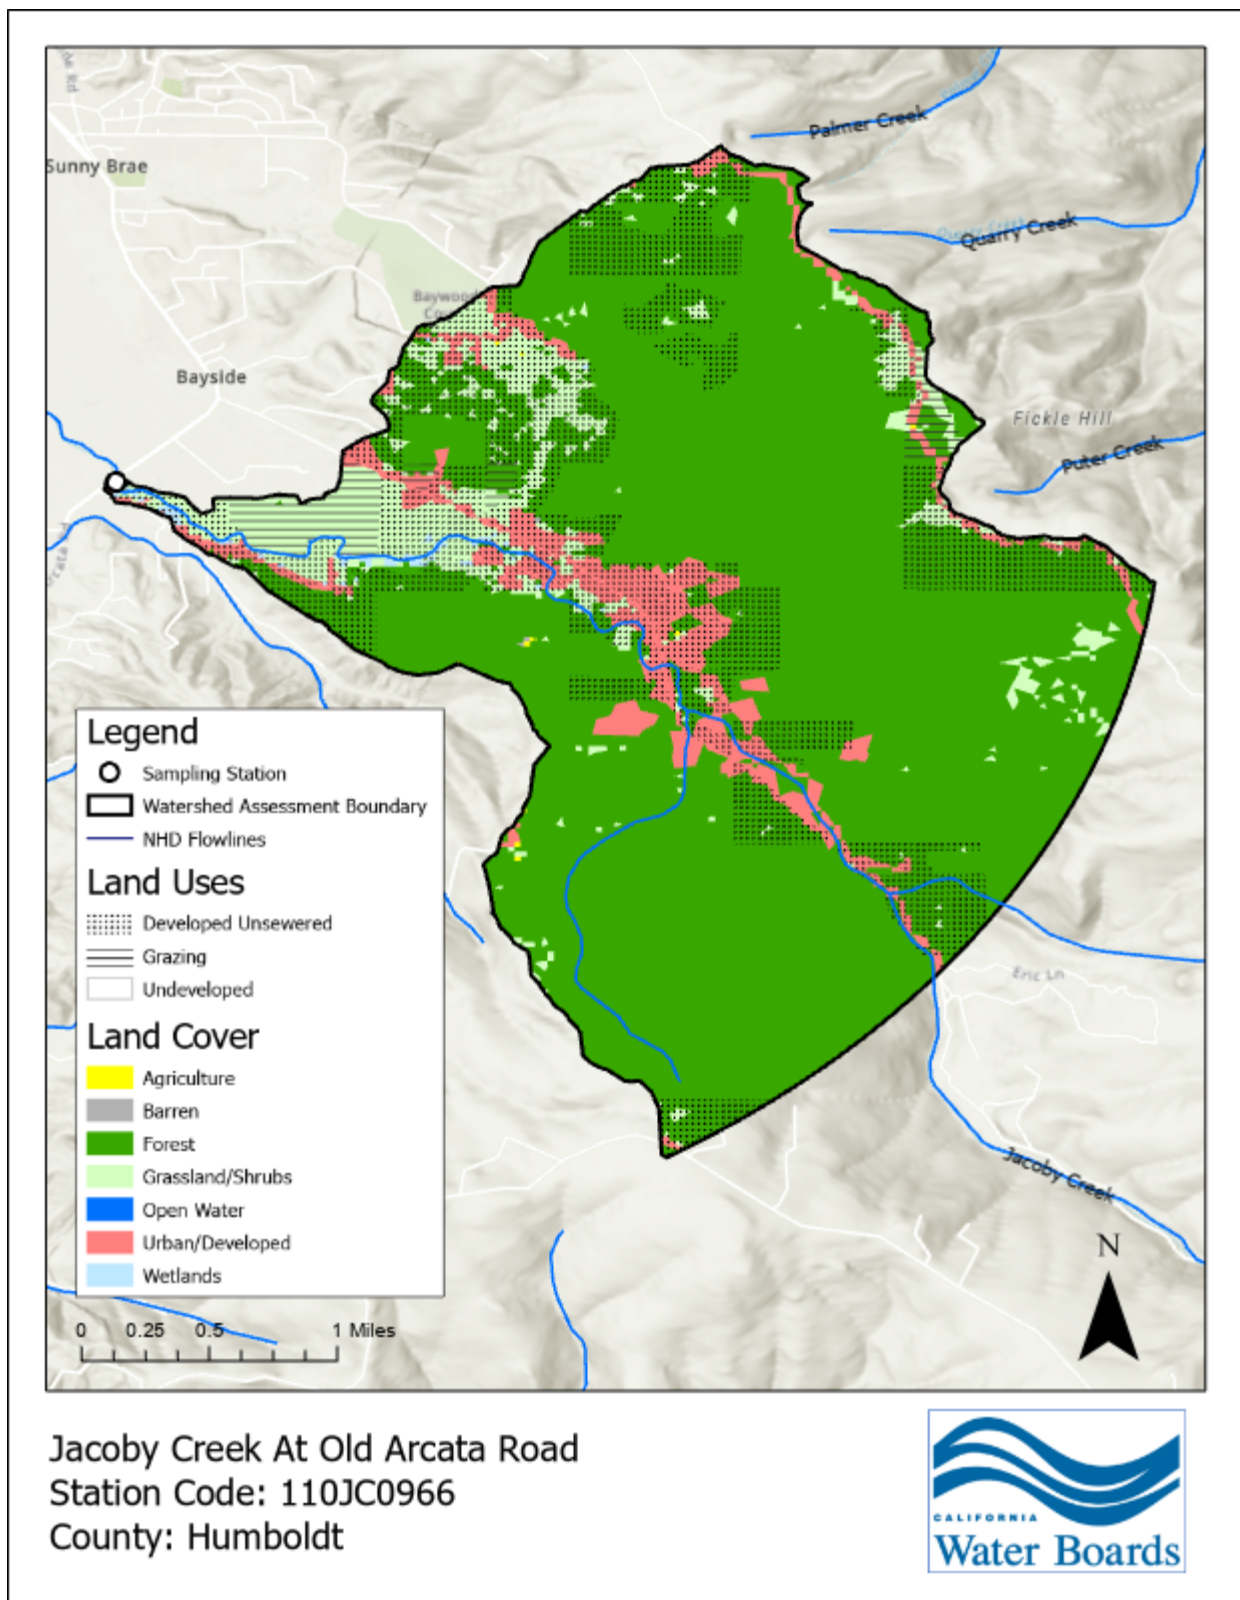 Palmer Creek
Sunny Brae
Quarry Creek
Baywood
Bayside
Fickle Hill
Puter Creek
Legend
Sampling Station
Watershed Assessment Boundary
NHD Flowlines
Land Uses
Developed Unsewered
Grazing
Undeveloped
Land Cover
Agriculture
Barren
Forest
Grassland/Shrubs
Open Water
Urban/Developed
Wetlands
Eric Ln
Jacoby Creek
N
0 0.25 0.5 1 Miles
Jacoby Creek At Old Arcata Road
Station Code: 110JC0966
County: Humboldt
CALIFORNIA
Water Boards